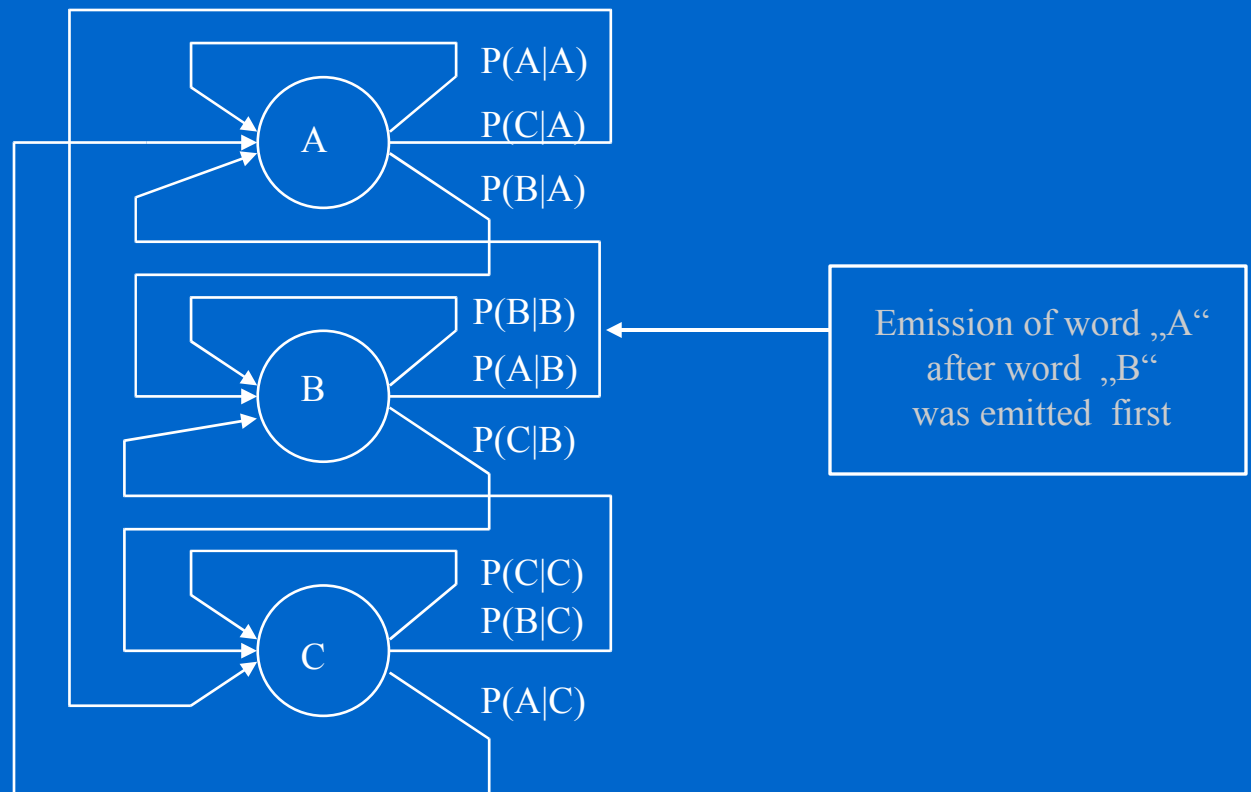 P(A|A)
A
P(C|A)
P(B|A)
P(B|B)
B
P(A|B)
P(C|B)
Emission of word „A“
after word „B“
was emitted first
P(C|C)
P(B|C)
C
P(A|C)